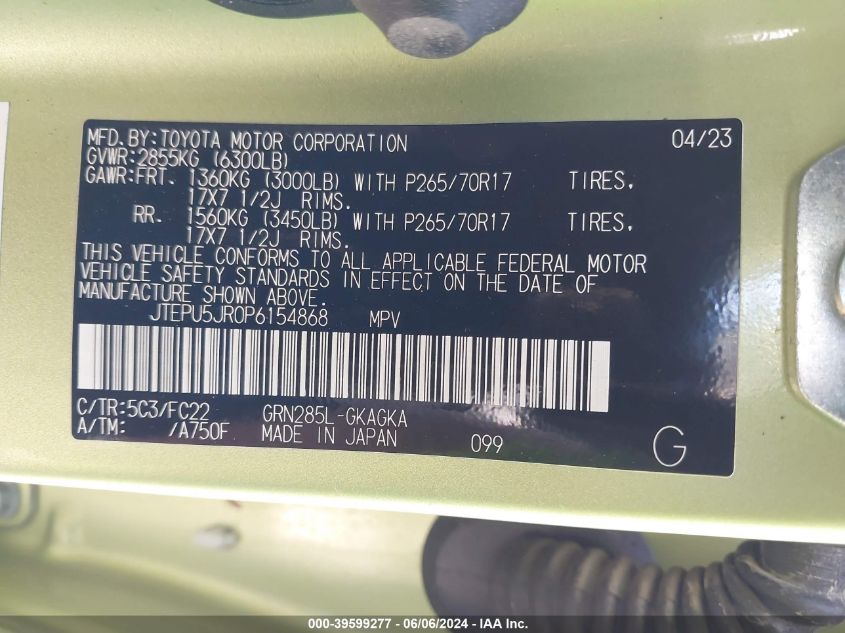 MFD.BY:TOYOTA MOTOR CORPORATION 04/23
GVWR:2855KG (6300LB)
GAWR:FRT. 1360KG (3000LB) WITH P265/70R17 TIRES,
17X7 1/2J RIMS.
RR. 1560KG (3450LB) WITH P265/70R17 TIRES,
17X7 1/2J RIMS.
THIS VEHICLE CONFORMS TO ALL APPLICABLE FEDERAL MOTOR
VEHICLE SAFETY STANDARDS IN EFFECT ON THE DATE OF
MANUFACTURE SHOWN ABOVE.
JTEPU5JR0P6154868 MPV
C/TR:5C3/FC22 GRN285L-GKAGKA
A/TM: /A750F MADE IN JAPAN 099 G
000-39599277 - 06/06/2024 - IAA Inc.